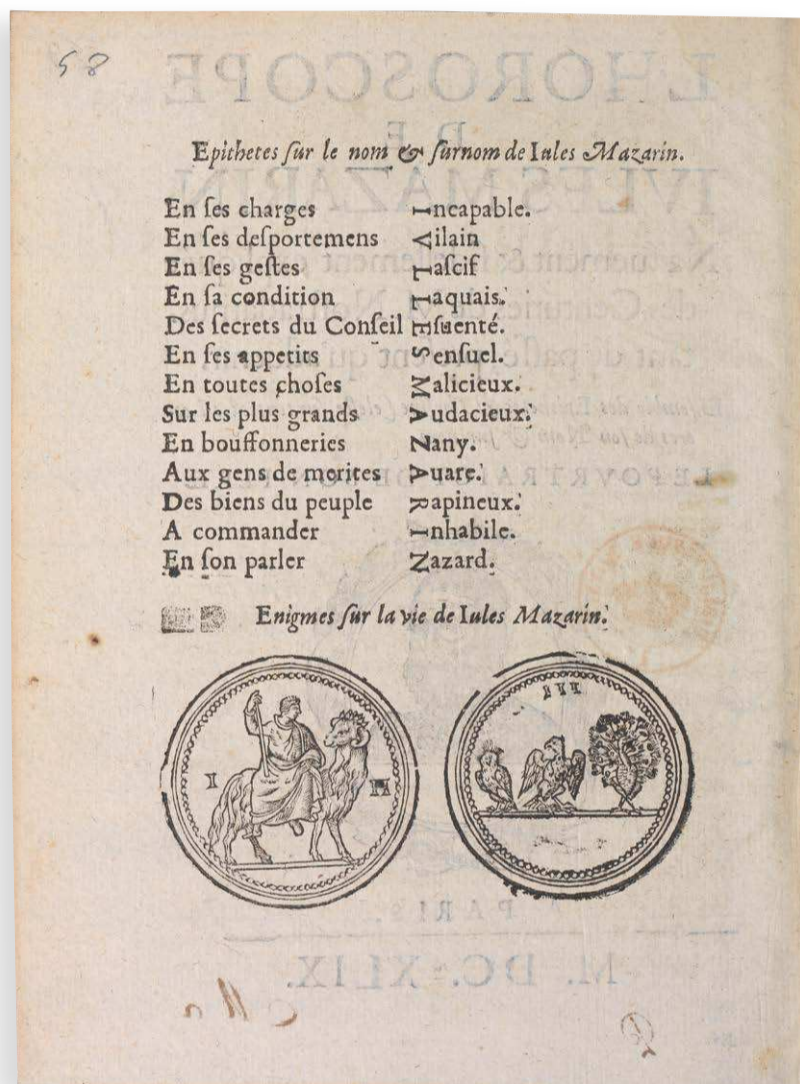 58
Epithetes ſur le nom & ſurnom de Iules Mazarin.
En ſes charges Incapable.
En ſes deſportemens Vilain
En ſes geſtes Laſcif
En ſa condition Laquais.
Des ſecrets du Conſeil Eſuenté.
En ſes appetits Senſuel.
En toutes choſes Malicieux.
Sur les plus grands Audacieux.
En bouffonneries Zany.
Aux gens de merites Auare.
Des biens du peuple Rapineux.
A commander Inhabile.
En ſon parler Nazard.
Enigmes ſur la vie de Iules Mazarin.
I II
III